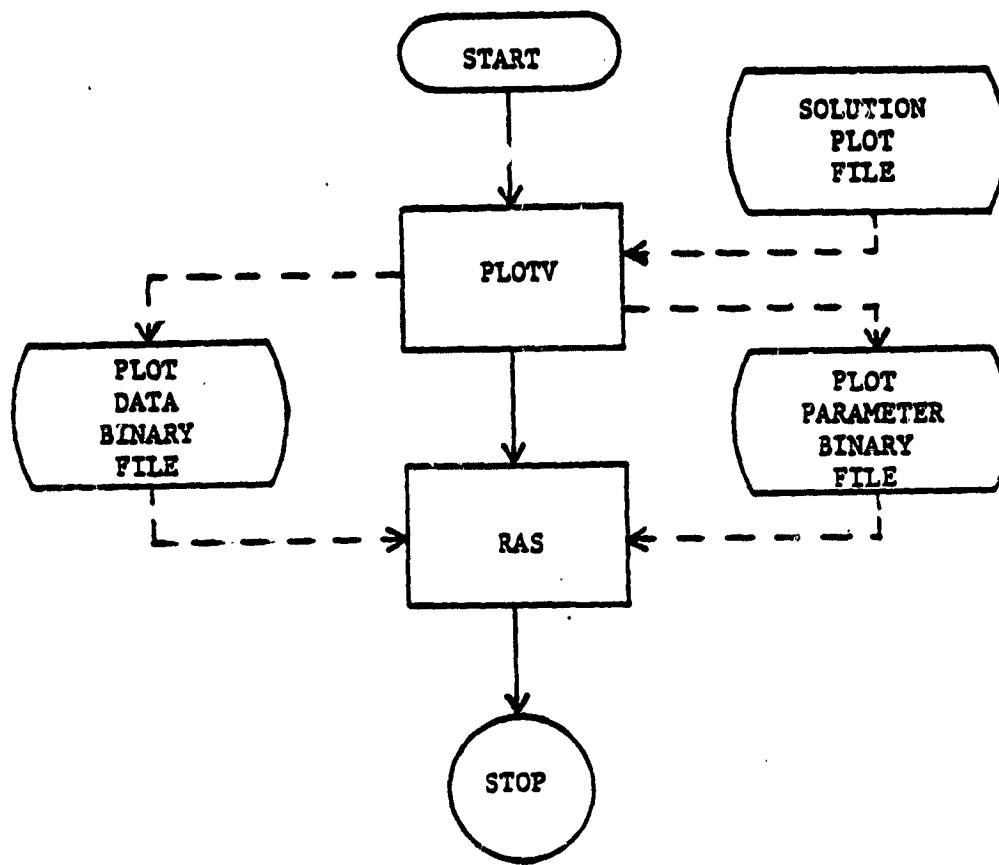 START
SOLUTION
PLOT
FILE
PLOTV
PLOT
DATA
BINARY
FILE
PLOT
PARAMETER
BINARY
FILE
RAS
STOP